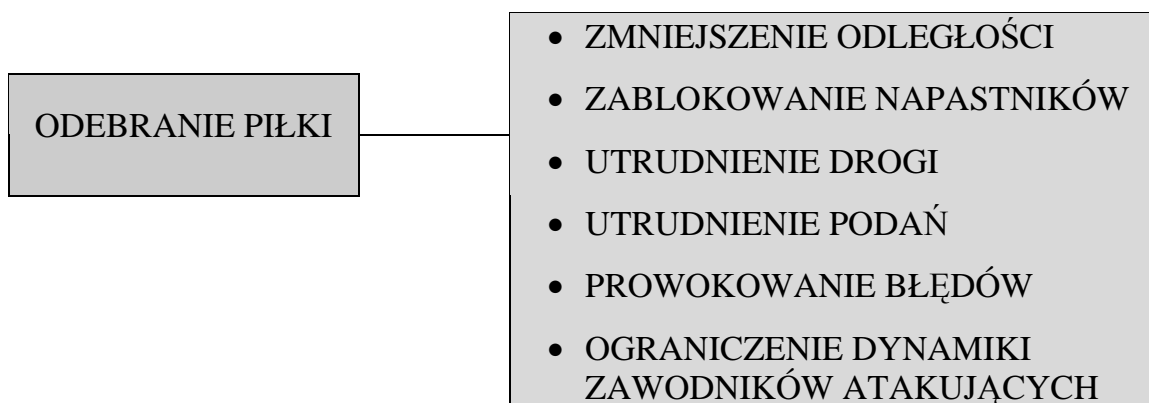 ODEBRANIE PIŁKI
• ZMNIEJSZENIE ODLEGŁOŚCI
• ZABLOKOWANIE NAPASTNIKÓW
• UTRUDNIENIE DROGI
• UTRUDNIENIE PODAŃ
• PROWOKOWANIE BŁĘDÓW
• OGRANICZENIE DYNAMIKI
ZAWODNIKÓW ATAKUJĄCYCH